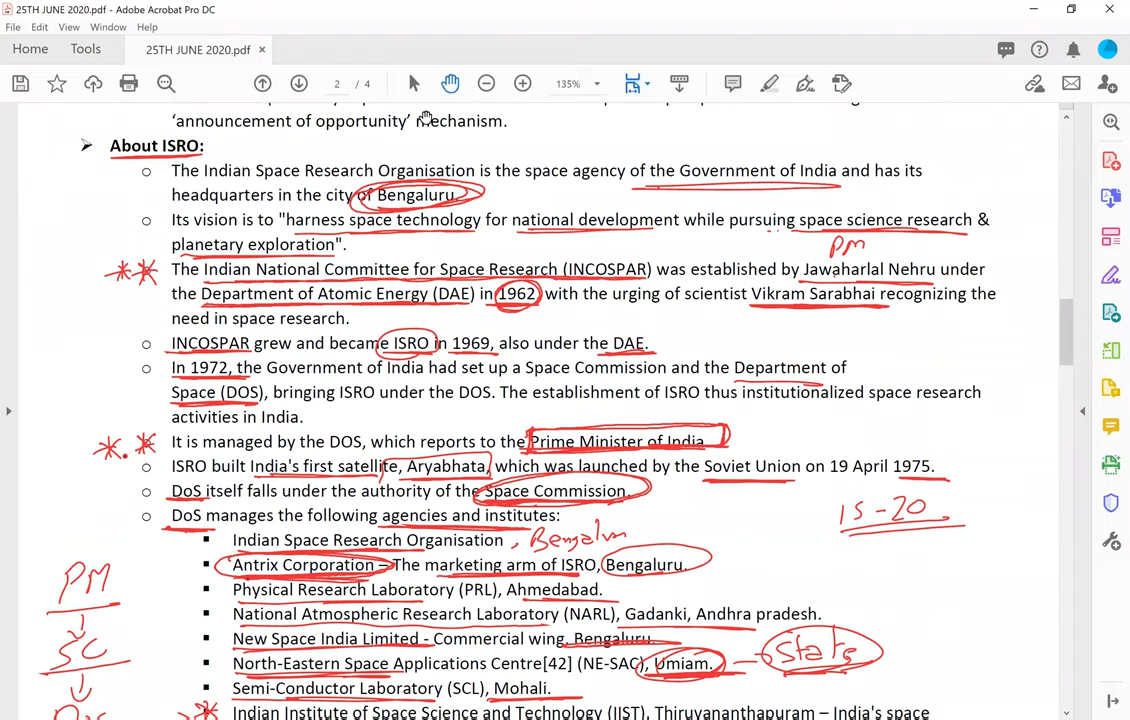 25TH JUNE 2020.pdf - Adobe Acrobat Pro DC
File Edit View Window Help
Home Tools 25TH JUNE 2020.pdf ×
2 / 4 135%
‘announcement of opportunity’ mechanism.
➢ About ISRO:
o The Indian Space Research Organisation is the space agency of the Government of India and has its
headquarters in the city of Bengaluru.
o Its vision is to "harness space technology for national development while pursuing space science research &
planetary exploration".
PM
o The Indian National Committee for Space Research (INCOSPAR) was established by Jawaharlal Nehru under
the Department of Atomic Energy (DAE) in 1962 with the urging of scientist Vikram Sarabhai recognizing the
need in space research.
o INCOSPAR grew and became ISRO in 1969, also under the DAE.
o In 1972, the Government of India had set up a Space Commission and the Department of
Space (DOS), bringing ISRO under the DOS. The establishment of ISRO thus institutionalized space research
activities in India.
o It is managed by the DOS, which reports to the Prime Minister of India.
o ISRO built India's first satellite, Aryabhata, which was launched by the Soviet Union on 19 April 1975.
o DoS itself falls under the authority of the Space Commission.
15-20
o DoS manages the following agencies and institutes:
▪ Indian Space Research Organisation , Bengaluru
▪ Antrix Corporation – The marketing arm of ISRO, Bengaluru.
PM
▪ Physical Research Laboratory (PRL), Ahmedabad.
▪ National Atmospheric Research Laboratory (NARL), Gadanki, Andhra pradesh.
▪ New Space India Limited - Commercial wing, Bengaluru.
SC
▪ North-Eastern Space Applications Centre[42] (NE-SAC), Umiam. State
▪ Semi-Conductor Laboratory (SCL), Mohali.
▪ Indian Institute of Space Science and Technology (IIST), Thiruvananthapuram – India's space